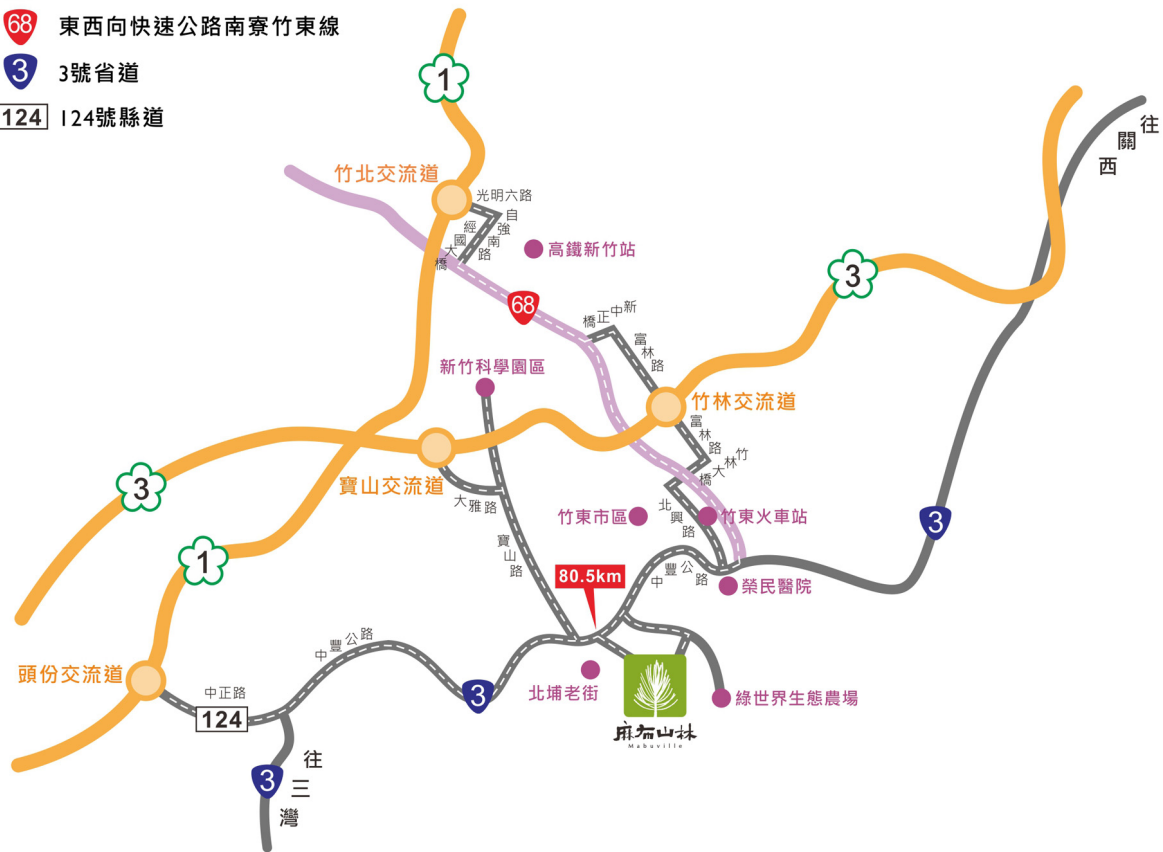 68 東西向快速公路南寮竹東線
3 3號省道
124 124號縣道
1
往關西
竹北交流道
光明六路
自強南路
經國大橋
高鐵新竹站
3
68
新中正橋
富林路
新竹科學園區
竹林交流道
富林路
竹林大橋
寶山交流道
大雅路
3
北興路
竹東市區
竹東火車站
3
寶山路
1
80.5km
中豐公路
榮民醫院
中豐公路
頭份交流道
中正路
124
3
北埔老街
綠世界生態農場
麻布山林
Mabuville
3
往三灣